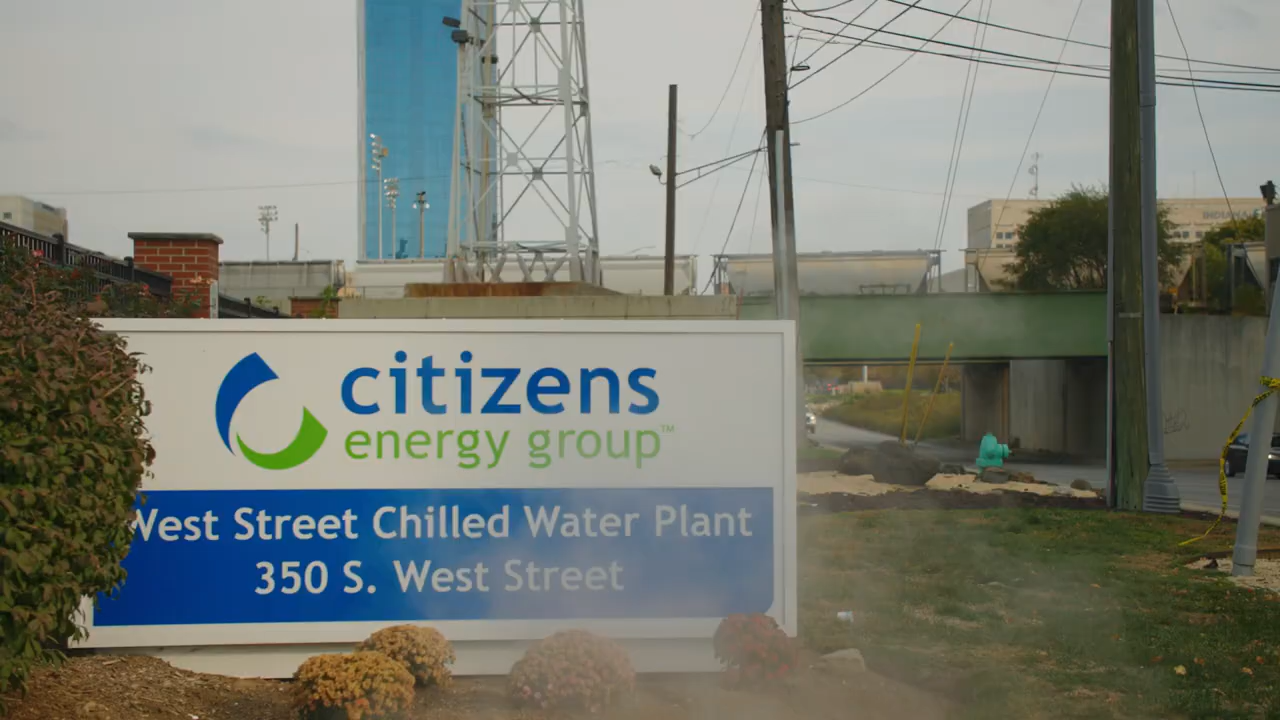 citizens
energy group™
West Street Chilled Water Plant
350 S. West Street